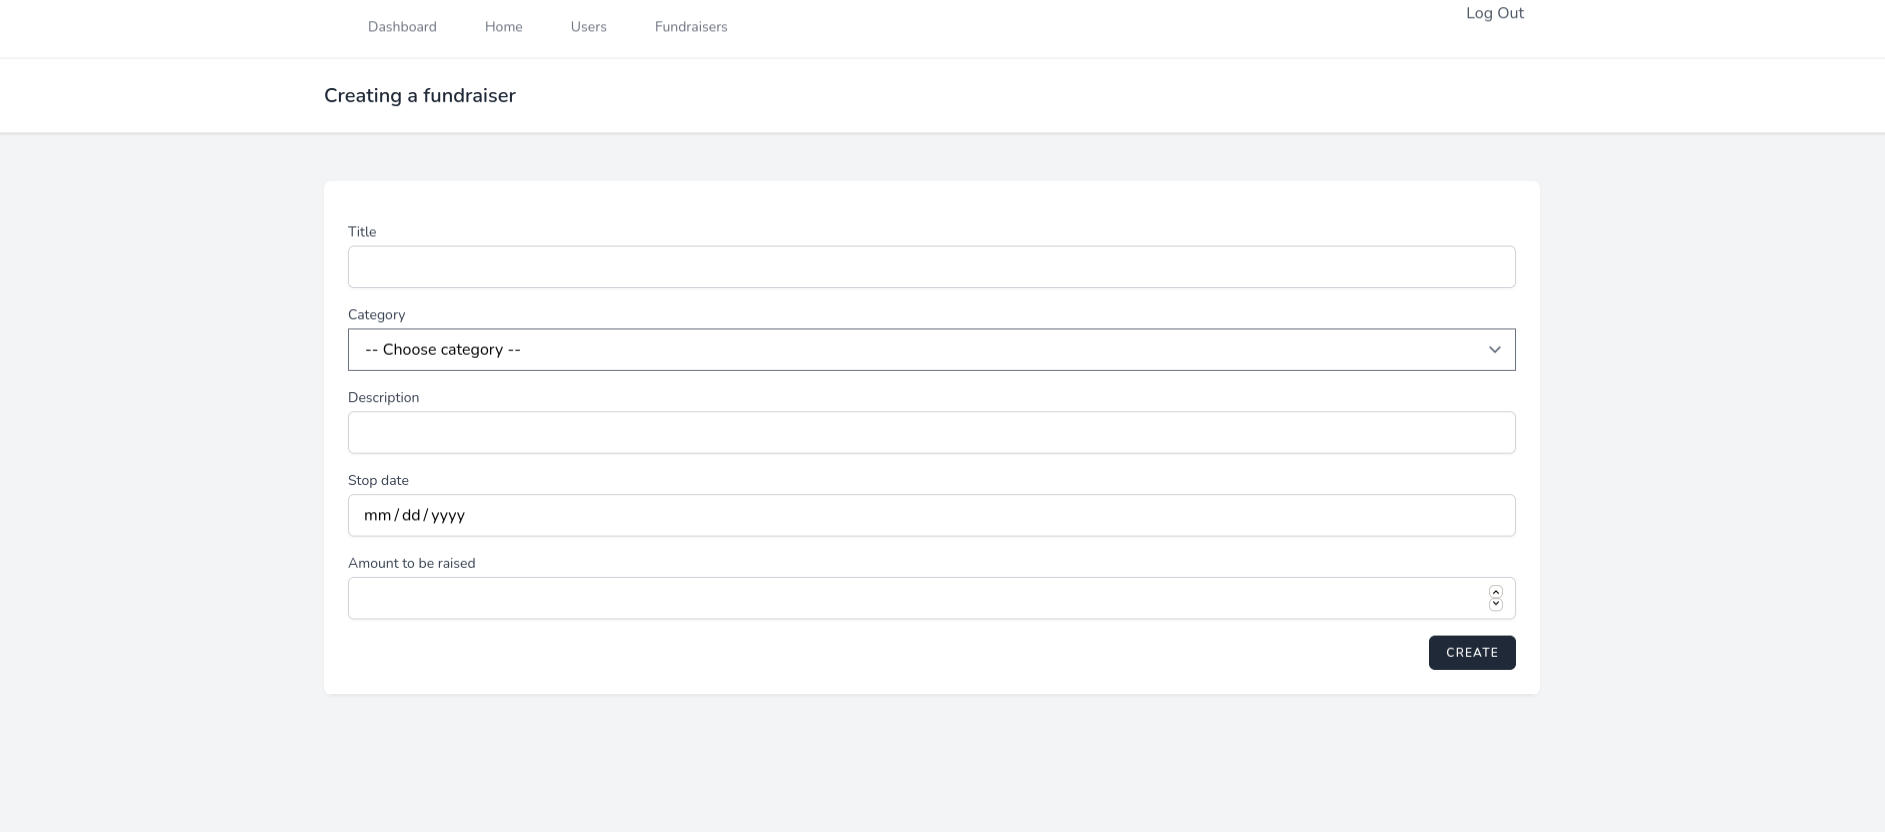 Dashboard Home Users Fundraisers Log Out
Creating a fundraiser
Title
Category
-- Choose category --
Description
Stop date
mm/dd/yyyy
Amount to be raised
CREATE